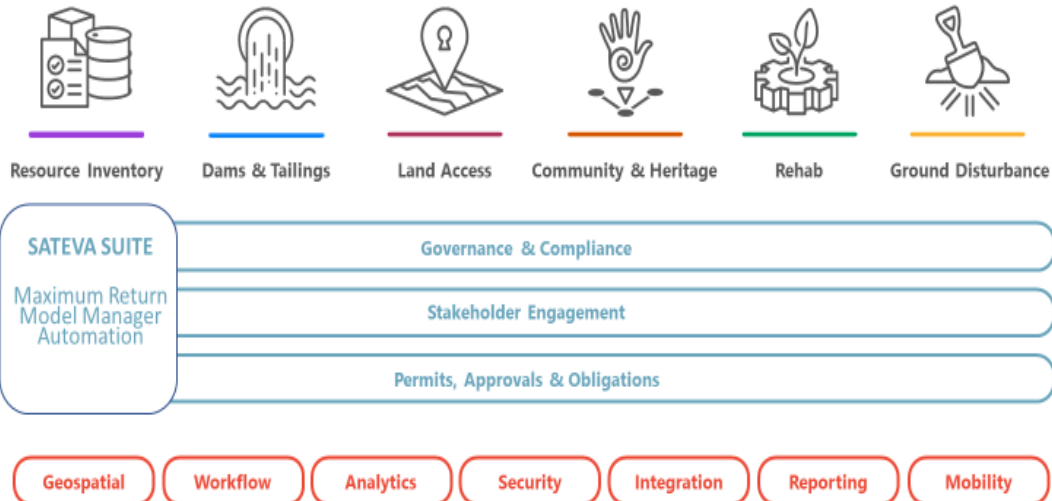 Resource Inventory
Dams & Tailings
Land Access
Community & Heritage
Rehab
Ground Disturbance
SATEVA SUITE
Maximum Return
Model Manager
Automation
Governance & Compliance
Stakeholder Engagement
Permits, Approvals & Obligations
Geospatial
Workflow
Analytics
Security
Integration
Reporting
Mobility